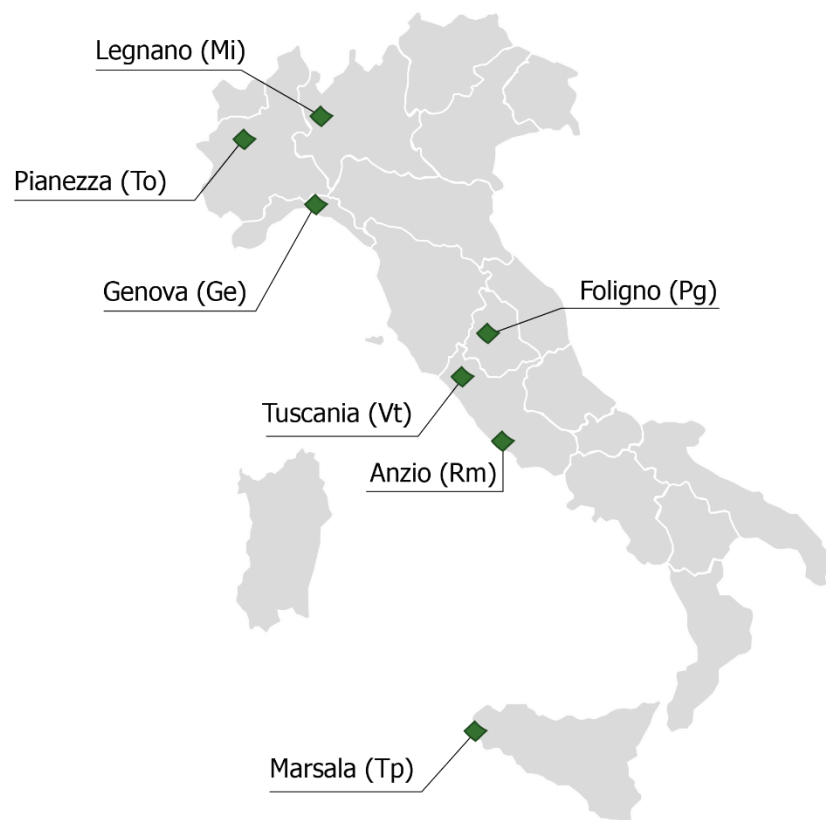 Legnano (Mi)
Pianezza (To)
Genova (Ge)
Foligno (Pg)
Tuscania (Vt)
Anzio (Rm)
Marsala (Tp)